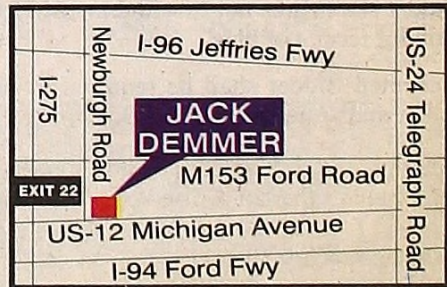 I-96 Jeffries Fwy
US-24 Telegraph Road
Newburgh Road
I-275
JACK
DEMMER
M153 Ford Road
EXIT 22
US-12 Michigan Avenue
I-94 Ford Fwy